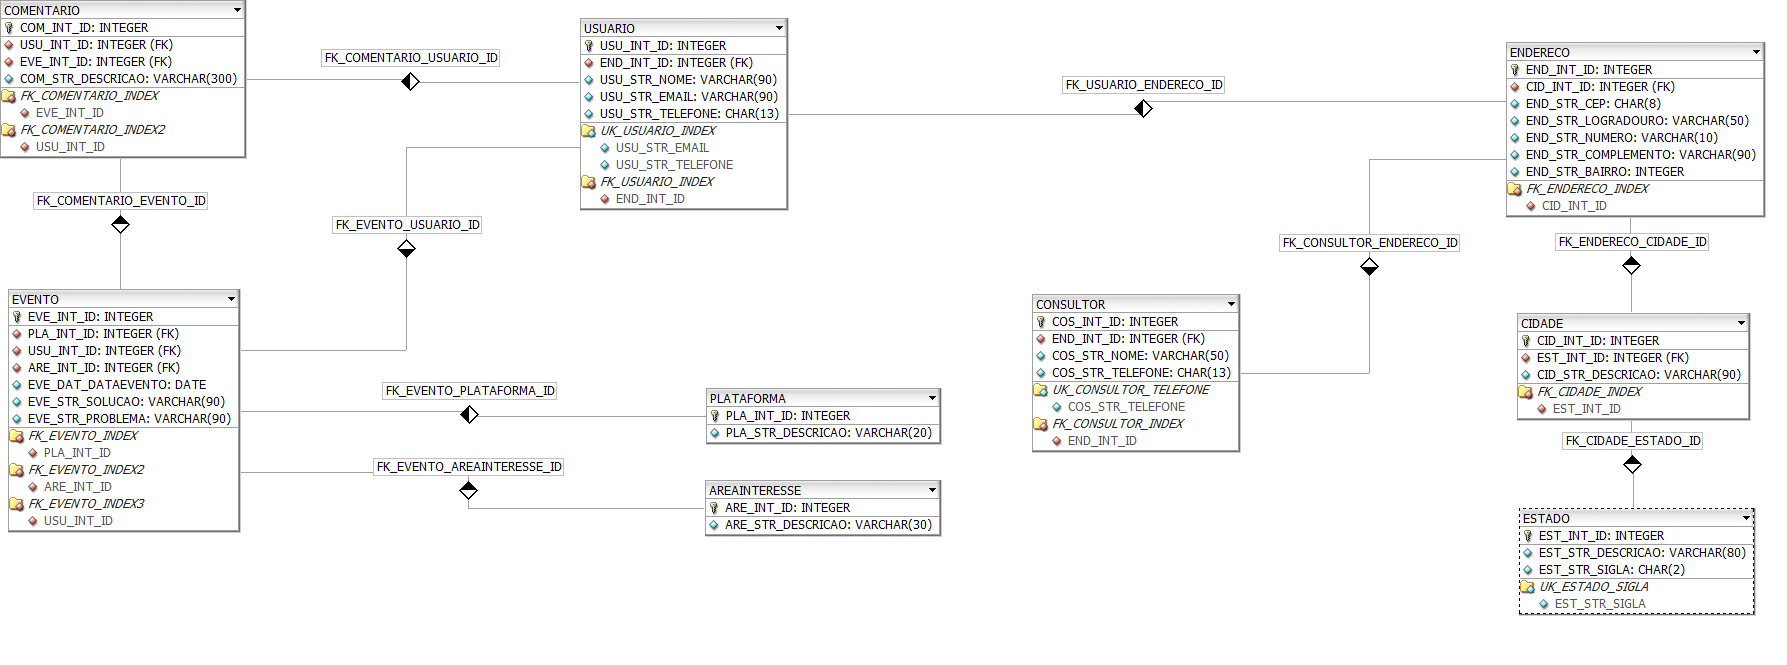 COMENTARIO
COM_INT_ID: INTEGER
USU_INT_ID: INTEGER (FK)
EVE_INT_ID: INTEGER (FK)
COM_STR_DESCRICAO: VARCHAR(300)
FK_COMENTARIO_INDEX
EVE_INT_ID
FK_COMENTARIO_INDEX2
USU_INT_ID
FK_COMENTARIO_USUARIO_ID
USUARIO
USU_INT_ID: INTEGER
END_INT_ID: INTEGER (FK)
USU_STR_NOME: VARCHAR(90)
USU_STR_EMAIL: VARCHAR(90)
USU_STR_TELEFONE: CHAR(13)
UK_USUARIO_INDEX
USU_STR_EMAIL
USU_STR_TELEFONE
FK_USUARIO_INDEX
END_INT_ID
FK_USUARIO_ENDERECO_ID
ENDERECO
END_INT_ID: INTEGER
CID_INT_ID: INTEGER (FK)
END_STR_CEP: CHAR(8)
END_STR_LOGRADOURO: VARCHAR(50)
END_STR_NUMERO: VARCHAR(10)
END_STR_COMPLEMENTO: VARCHAR(90)
END_STR_BAIRRO: INTEGER
FK_ENDERECO_INDEX
CID_INT_ID
FK_COMENTARIO_EVENTO_ID
FK_EVENTO_USUARIO_ID
FK_CONSULTOR_ENDERECO_ID
FK_ENDERECO_CIDADE_ID
EVENTO
EVE_INT_ID: INTEGER
PLA_INT_ID: INTEGER (FK)
USU_INT_ID: INTEGER (FK)
ARE_INT_ID: INTEGER (FK)
EVE_DAT_DATAEVENTO: DATE
EVE_STR_SOLUCAO: VARCHAR(90)
EVE_STR_PROBLEMA: VARCHAR(90)
FK_EVENTO_INDEX
PLA_INT_ID
FK_EVENTO_INDEX2
ARE_INT_ID
FK_EVENTO_INDEX3
USU_INT_ID
FK_EVENTO_PLATAFORMA_ID
PLATAFORMA
PLA_INT_ID: INTEGER
PLA_STR_DESCRICAO: VARCHAR(20)
FK_EVENTO_AREAINTERESSE_ID
AREAINTERESSE
ARE_INT_ID: INTEGER
ARE_STR_DESCRICAO: VARCHAR(30)
CONSULTOR
COS_INT_ID: INTEGER
END_INT_ID: INTEGER (FK)
COS_STR_NOME: VARCHAR(50)
COS_STR_TELEFONE: CHAR(13)
UK_CONSULTOR_TELEFONE
COS_STR_TELEFONE
FK_CONSULTOR_INDEX
END_INT_ID
CIDADE
CID_INT_ID: INTEGER
EST_INT_ID: INTEGER (FK)
CID_STR_DESCRICAO: VARCHAR(90)
FK_CIDADE_INDEX
EST_INT_ID
FK_CIDADE_ESTADO_ID
ESTADO
EST_INT_ID: INTEGER
EST_STR_DESCRICAO: VARCHAR(80)
EST_STR_SIGLA: CHAR(2)
UK_ESTADO_SIGLA
EST_STR_SIGLA